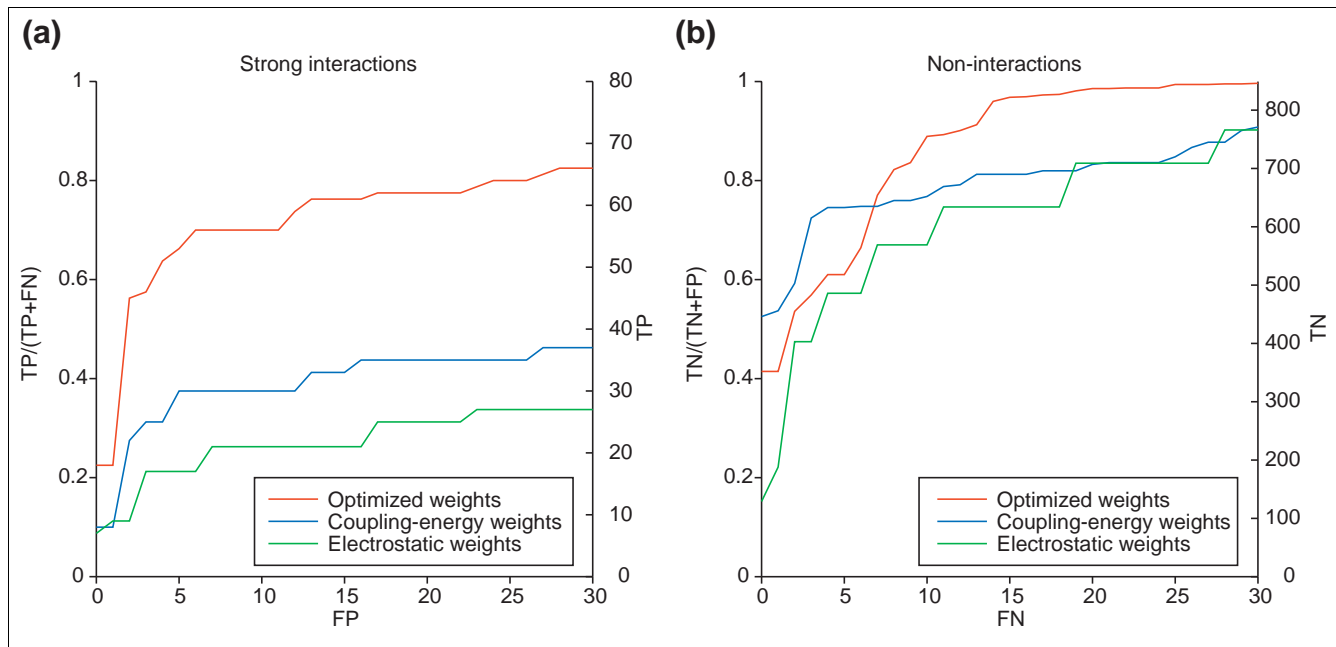 (a)
Strong interactions
1
0.8
0.6
0.4
0.2
0
TP/(TP+FN)
80
70
60
50
40
30
20
10
0
TP
Optimized weights
Coupling-energy weights
Electrostatic weights
0 5 10 15 20 25 30
FP
(b)
Non-interactions
1
0.8
0.6
0.4
0.2
0
TN/(TN+FP)
800
700
600
500
400
300
200
100
0
TN
Optimized weights
Coupling-energy weights
Electrostatic weights
0 5 10 15 20 25 30
FN